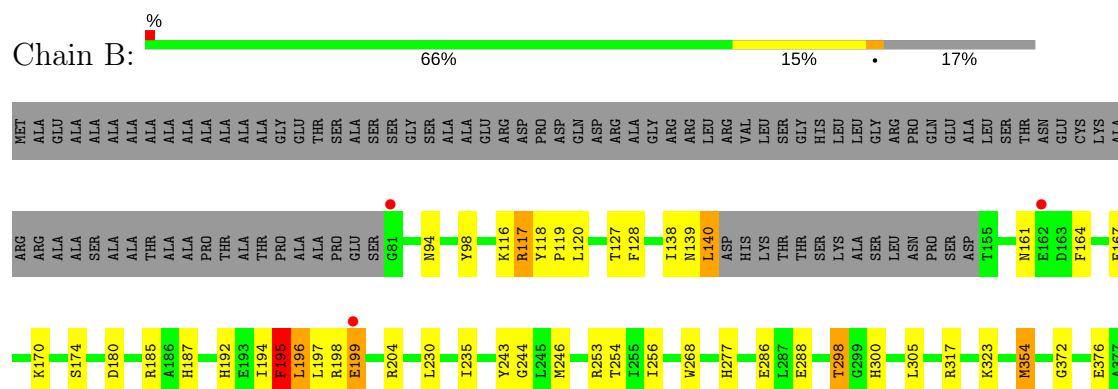 %
Chain B:
66% 15% • 17%
MET ALA GLU ALA ALA ALA ALA ALA ALA ALA ALA ALA ALA ALA GLY GLU THR SER ALA SER SER GLY SER ALA ALA GLU ARG ASP PRO ASP GLN ASP ARG ALA GLY ARG ARG LEU ARG VAL LEU SER GLY HIS LEU LEU GLY ARG PRO GLN GLU ALA LEU SER THR ASN GLU CYS LYS ALA
ARG ARG ALA ALA SER ALA ALA THR ALA ALA PRO THR ALA ILE THR PRO ALA ALA PRO GLU SER G81 N94 Y98 K116 R117 Y118 P119 L120 T127 F128 I138 N139 L140 ASP HIS LYS THR THR SER LYS ALA SER LEU ASN PRO SER ASP T155 N161 E162 D163 F164
K170 S174 D180 R185 A186 H187 H192 E193 I194 F195 L196 L197 R198 E199 R204 L230 I235 Y243 G244 L245 M246 R253 T254 I255 I256 W268 H277 E286 L287 E288 T298 G299 H300 L305 R317 K323 M354 G372 E376 A377